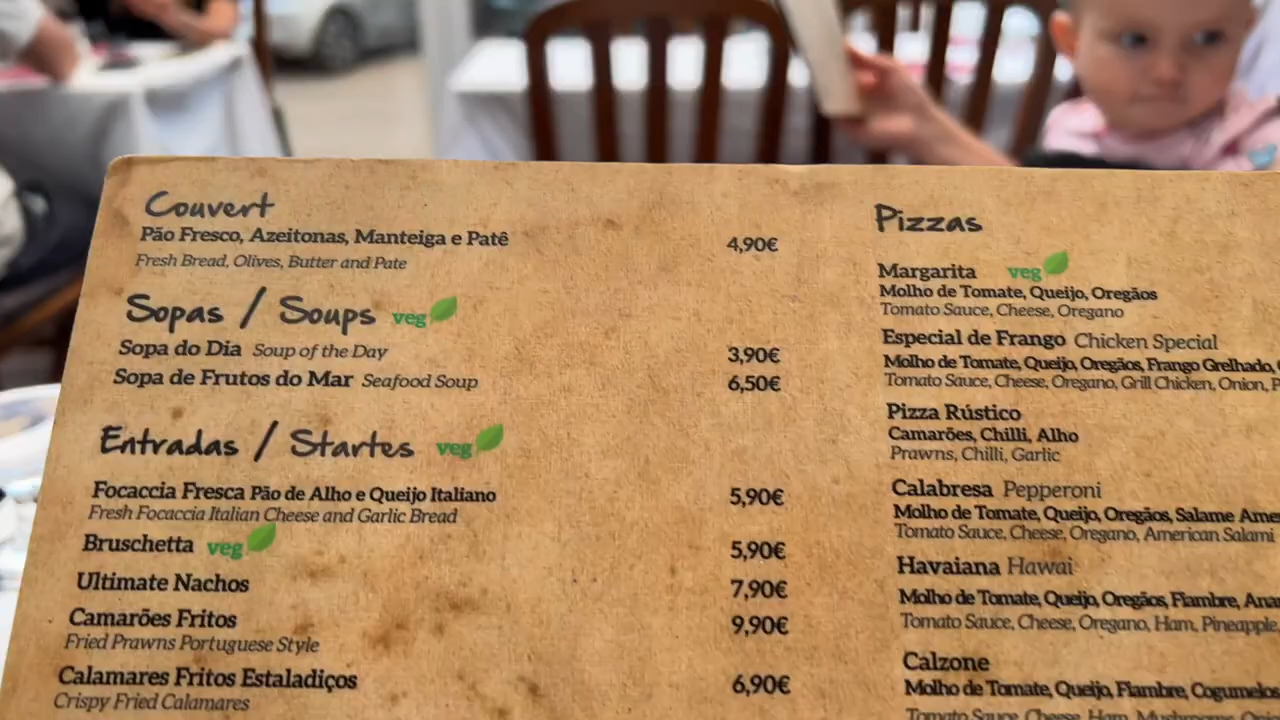 Couvert
Pão Fresco, Azeitonas, Manteiga e Patê 4,90€
Fresh Bread, Olives, Butter and Pate
Sopas / Soups veg
Sopa do Dia Soup of the Day 3,90€
Sopa de Frutos do Mar Seafood Soup 6,50€
Entradas / Startes veg
Focaccia Fresca Pão de Alho e Queijo Italiano 5,90€
Fresh Focaccia Italian Cheese and Garlic Bread
Bruschetta veg 5,90€
Ultimate Nachos 7,90€
Camarões Fritos 9,90€
Fried Prawns Portuguese Style
Calamares Fritos Estaladiços 6,90€
Crispy Fried Calamares
Pizzas
Margarita veg
Molho de Tomate, Queijo, Oregãos
Tomato Sauce, Cheese, Oregano
Especial de Frango Chicken Special
Molho de Tomate, Queijo, Oregãos, Frango Grelhado,
Tomato Sauce, Cheese, Oregano, Grill Chicken, Onion,
Pizza Rústico
Camarões, Chilli, Alho
Prawns, Chilli, Garlic
Calabresa Pepperoni
Molho de Tomate, Queijo, Oregãos, Salame
Tomato Sauce, Cheese, Oregano, American Salami
Havaiana Hawai
Molho de Tomate, Queijo, Oregãos, Fiambre,
Tomato Sauce, Cheese, Oregano, Ham, Pineapple,
Calzone
Molho de Tomate, Queijo, Fiambre, Cogumelos
Tomato Sauce, Cheese, Ham,